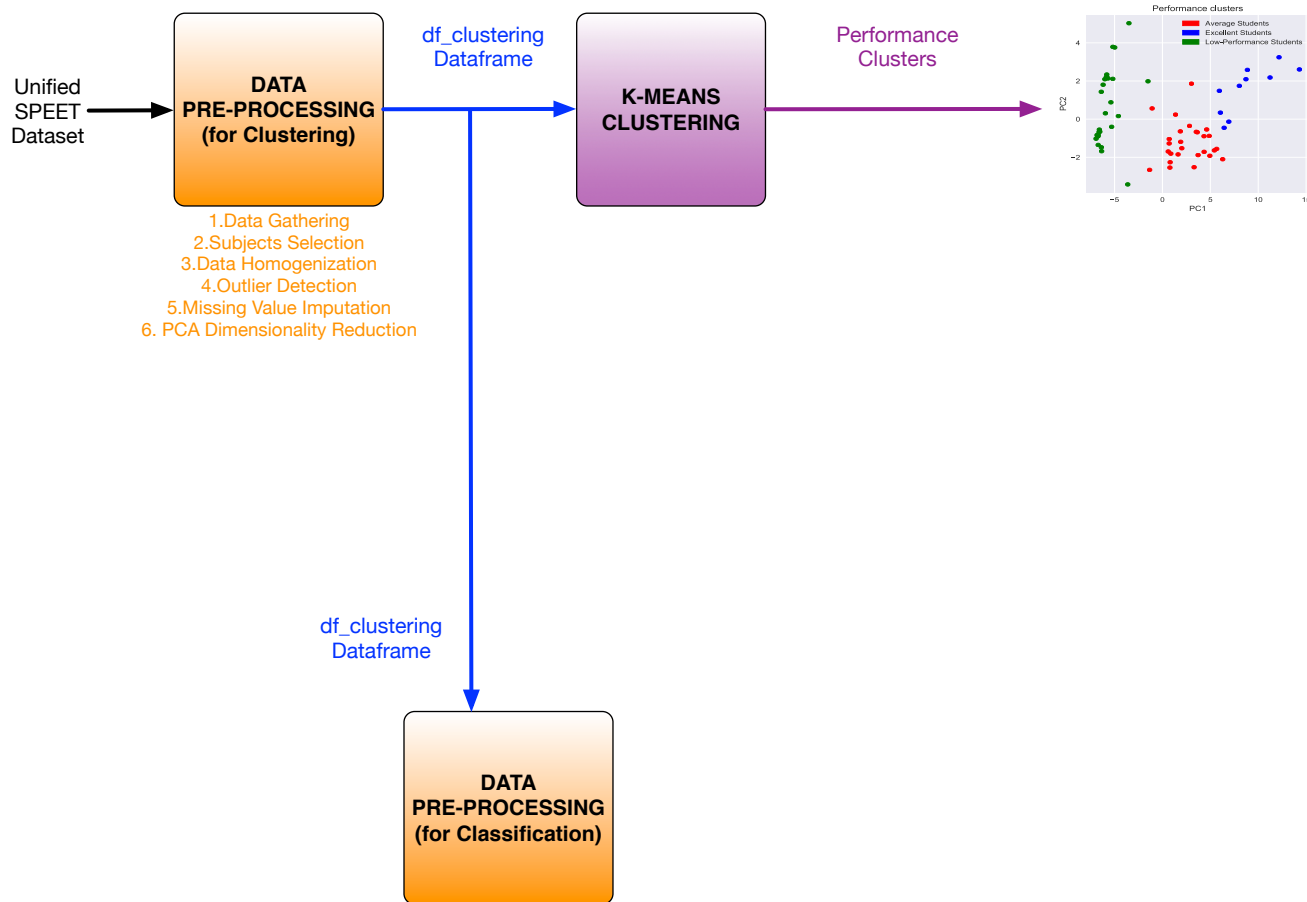 Unified
SPEET
Dataset
DATA
PRE-PROCESSING
(for Clustering)
1.Data Gathering
2.Subjects Selection
3.Data Homogenization
4.Outlier Detection
5.Missing Value Imputation
6. PCA Dimensionality Reduction
df_clustering
Dataframe
K-MEANS
CLUSTERING
Performance
Clusters
Performance clusters
Average Students
Excellent Students
Low-Performance Students
PC2
4
2
0
−2
−5
0
5
10
15
PC1
df_clustering
Dataframe
DATA
PRE-PROCESSING
(for Classification)